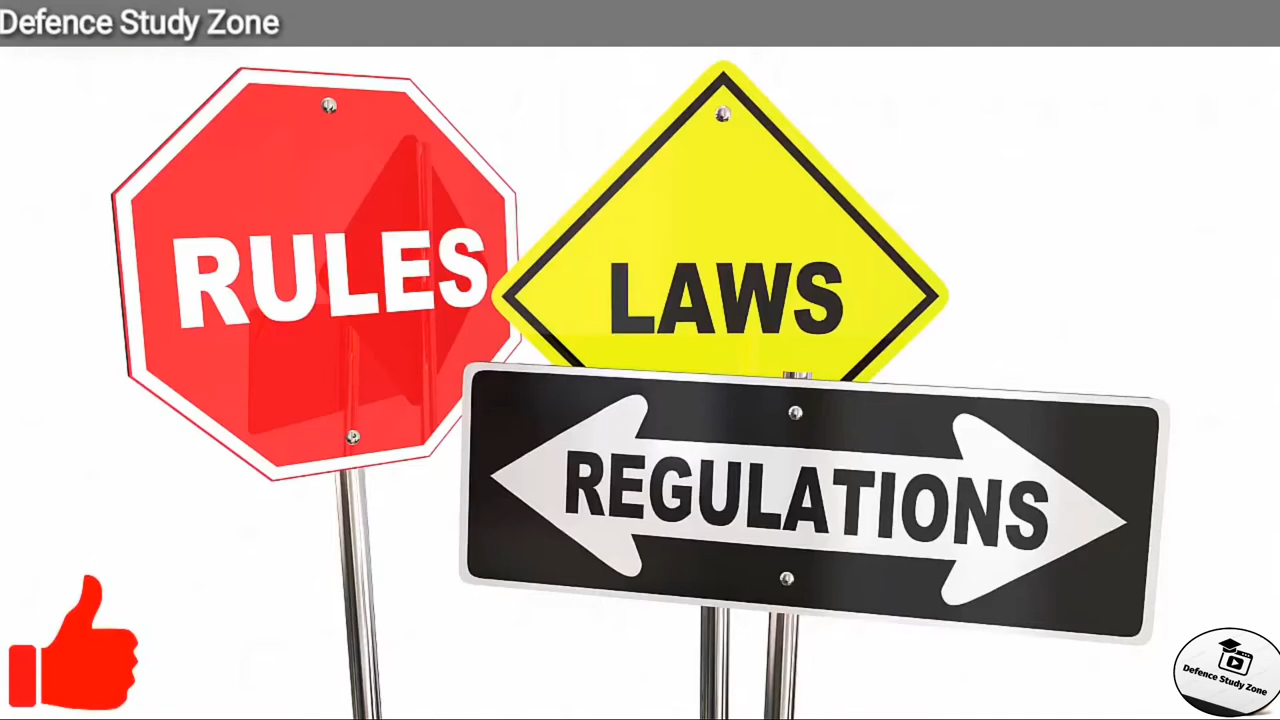 Defence Study Zone
RULES
LAWS
REGULATIONS
Defence Study Zone